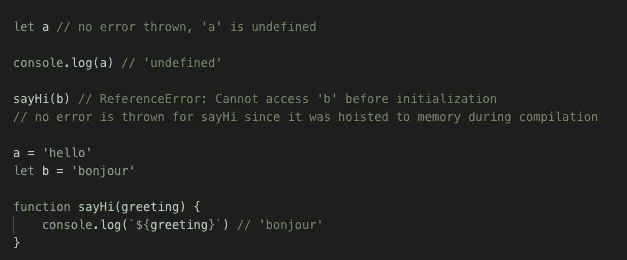 let a // no error thrown, 'a' is undefined
console.log(a) // 'undefined'
sayHi(b) // ReferenceError: Cannot access 'b' before initialization
// no error is thrown for sayHi since it was hoisted to memory during compilation
a = 'hello'
let b = 'bonjour'
function sayHi(greeting) {
    console.log(`${greeting}`) // 'bonjour'
}